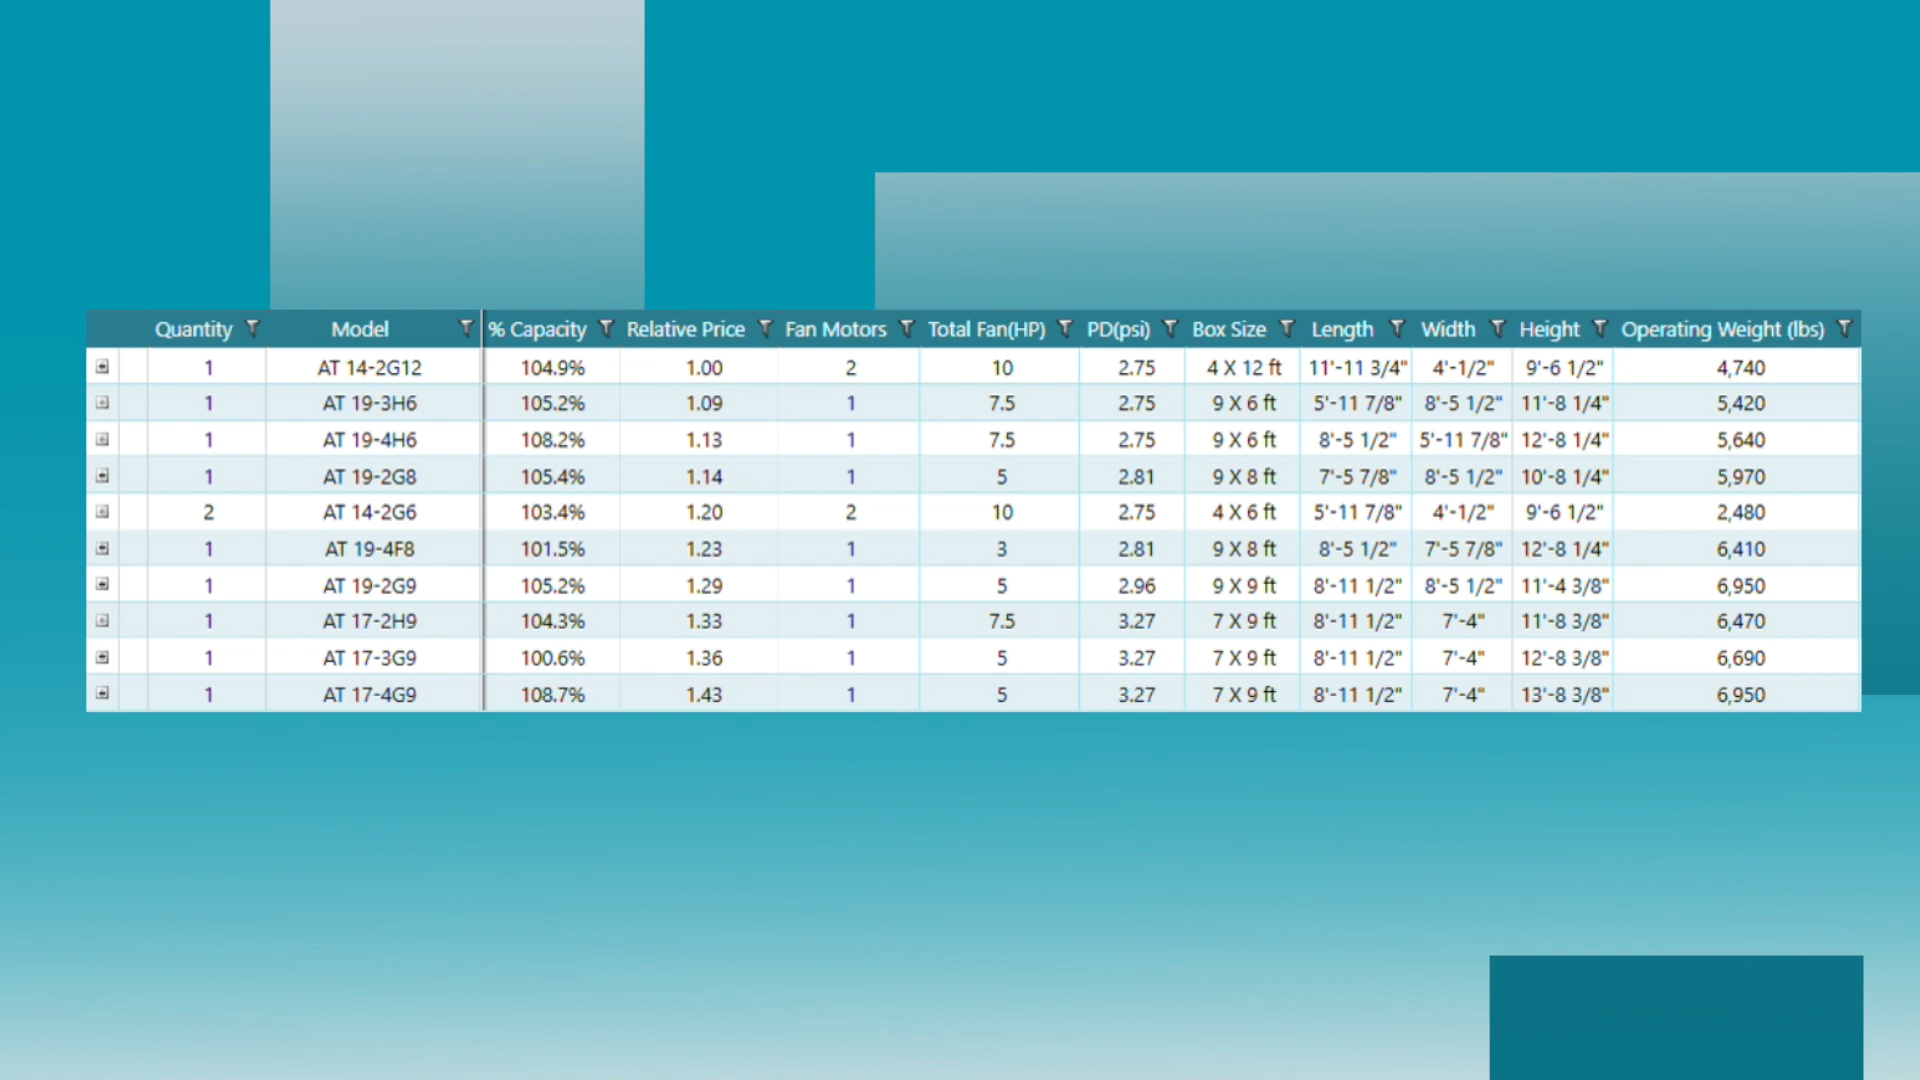 Quantity Model % Capacity Relative Price Fan Motors Total Fan(HP) PD(psi) Box Size Length Width Height Operating Weight (lbs)
1 AT 14-2G12 104.9% 1.00 2 10 2.75 4 X 12 ft 11'-11 3/4" 4'-1/2" 9'-6 1/2" 4,740
1 AT 19-3H6 105.2% 1.09 1 7.5 2.75 9 X 6 ft 5'-11 7/8" 8'-5 1/2" 11'-8 1/4" 5,420
1 AT 19-4H6 108.2% 1.13 1 7.5 2.75 9 X 6 ft 8'-5 1/2" 5'-11 7/8" 12'-8 1/4" 5,640
1 AT 19-2G8 105.4% 1.14 1 5 2.81 9 X 8 ft 7'-5 7/8" 8'-5 1/2" 10'-8 1/4" 5,970
2 AT 14-2G6 103.4% 1.20 2 10 2.75 4 X 6 ft 5'-11 7/8" 4'-1/2" 9'-6 1/2" 2,480
1 AT 19-4F8 101.5% 1.23 1 3 2.81 9 X 8 ft 8'-5 1/2" 7'-5 7/8" 12'-8 1/4" 6,410
1 AT 19-2G9 105.2% 1.29 1 5 2.96 9 X 9 ft 8'-11 1/2" 8'-5 1/2" 11'-4 3/8" 6,950
1 AT 17-2H9 104.3% 1.33 1 7.5 3.27 7 X 9 ft 8'-11 1/2" 7'-4" 11'-8 3/8" 6,470
1 AT 17-3G9 100.6% 1.36 1 5 3.27 7 X 9 ft 8'-11 1/2" 7'-4" 12'-8 3/8" 6,690
1 AT 17-4G9 108.7% 1.43 1 5 3.27 7 X 9 ft 8'-11 1/2" 7'-4" 13'-8 3/8" 6,950